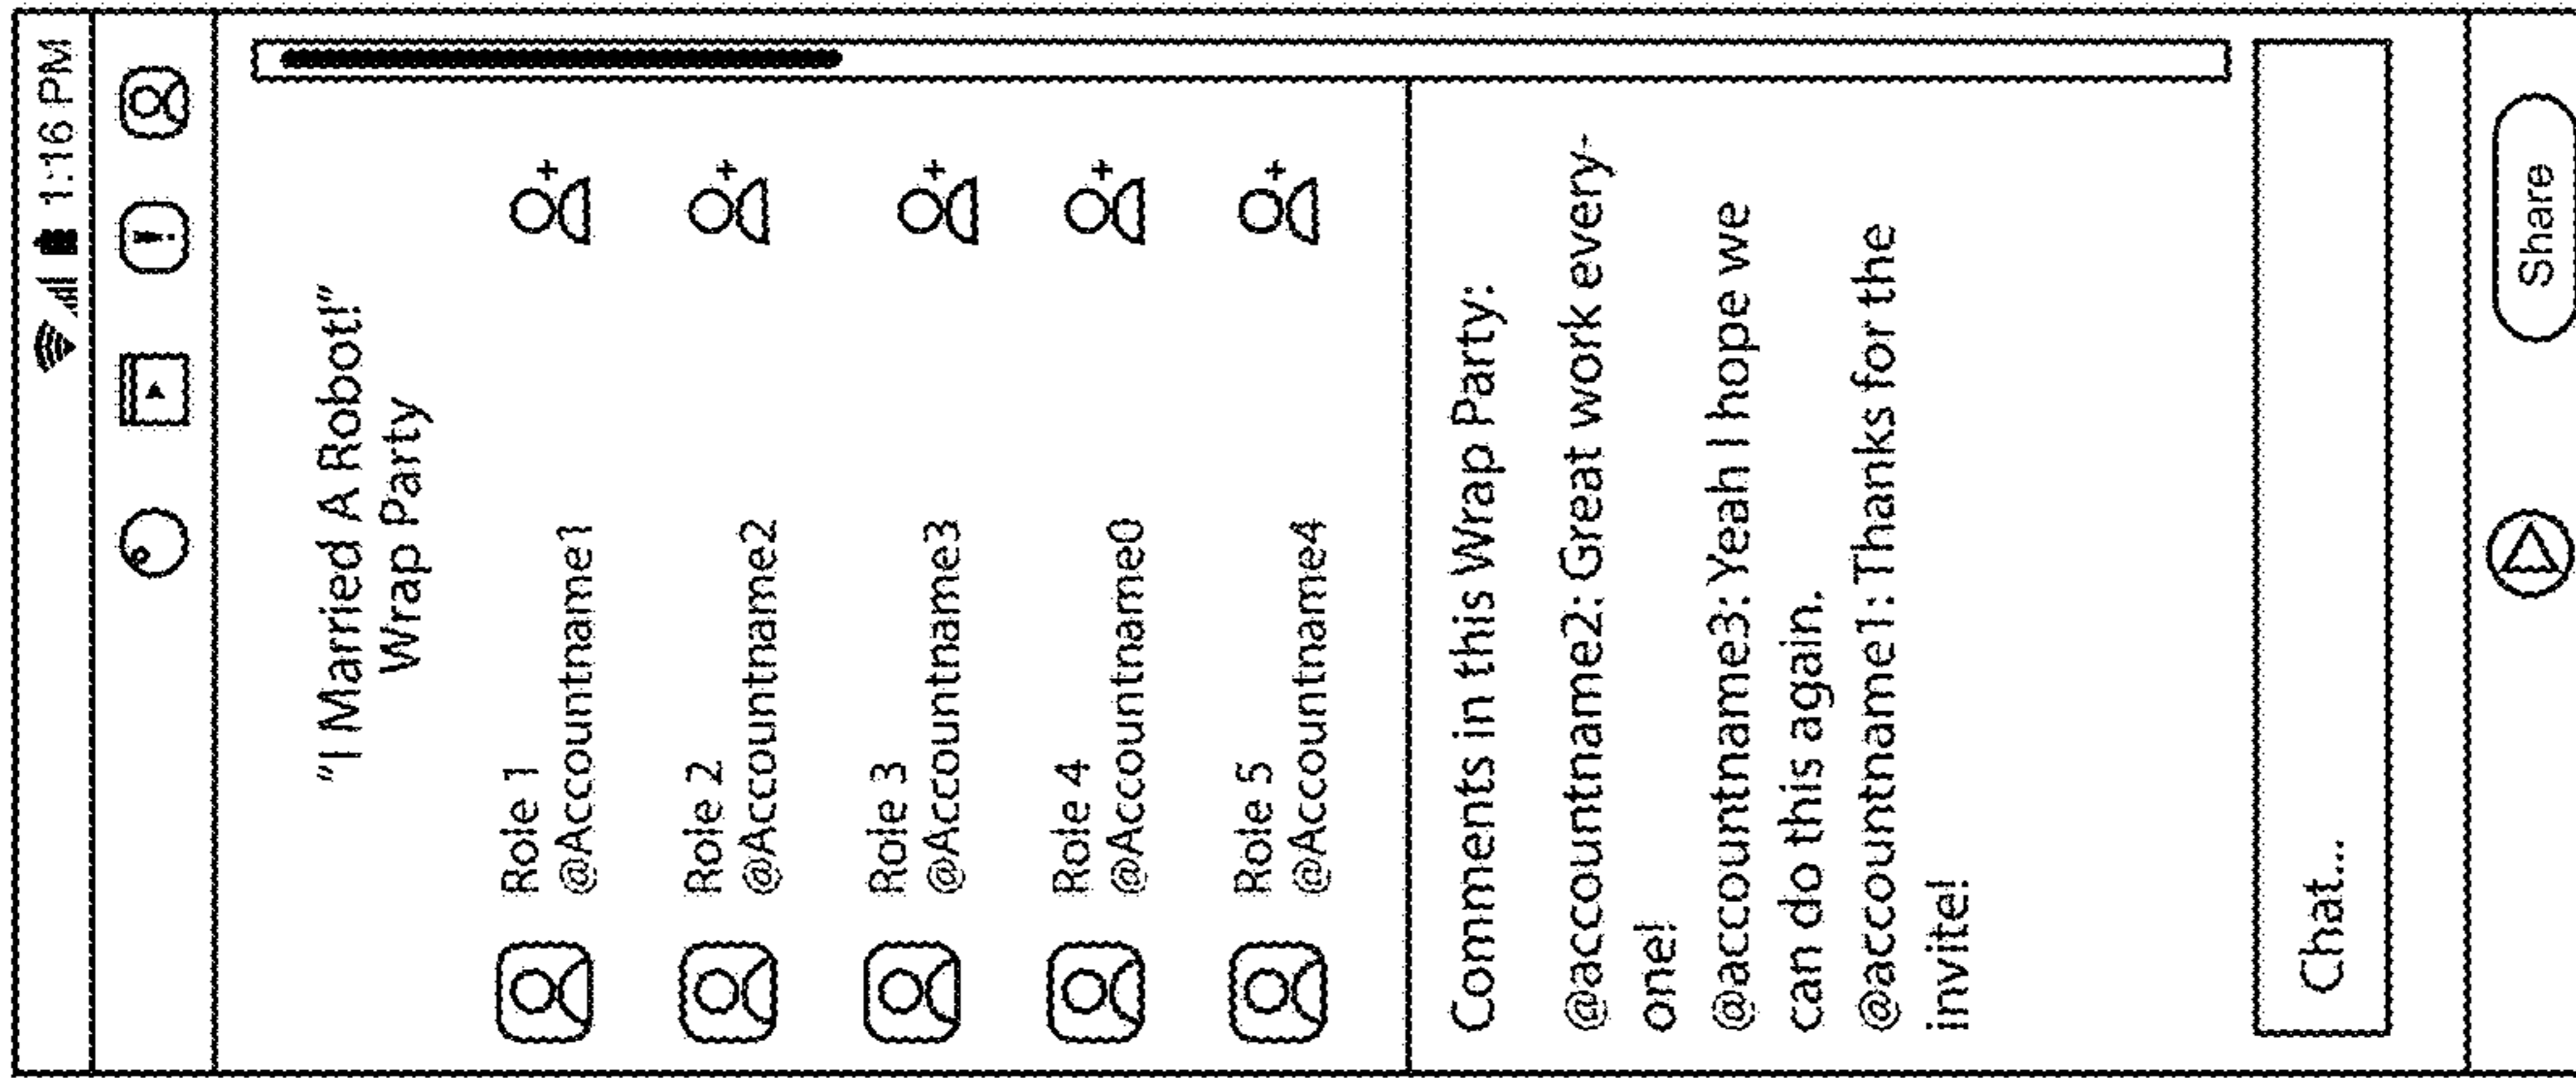 1:16 PM
"I Married A Robot!"
Wrap Party
Role 1
@Accountname1
Role 2
@Accountname2
Role 3
@Accountname3
Role 4
@Accountname0
Role 5
@Accountname4
Comments in this Wrap Party:
@accountname2: Great work every-
one!
@accountname3: Yeah I hope we
can do this again.
@accountname1: Thanks for the
invite!
Chat...
Share